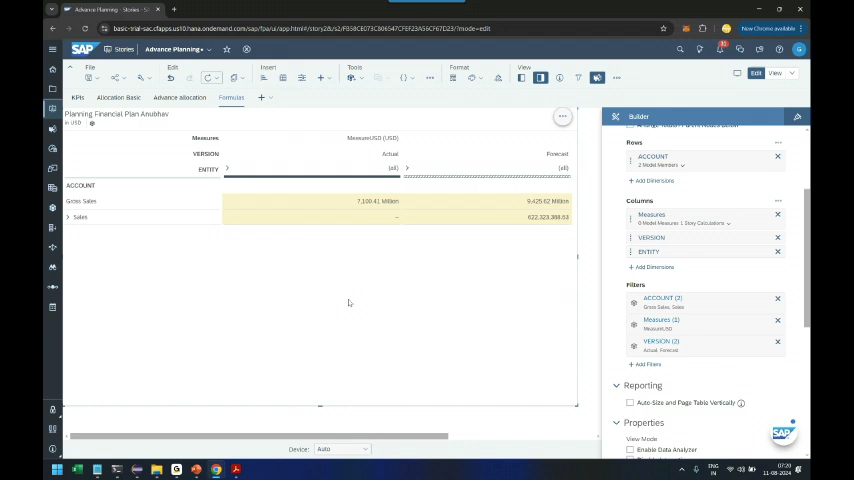 Advance Planning - Stories
basic-trial-sac.cfapps.us10.hana.ondemand.com/sap/fpa/ui/app.html#/story2&/s2/FB58CE073C806547CFEF23A56CF67D23/?mode=edit
New Chrome available
SAP Stories Advance Planning
31
G
File Edit Insert Tools Format View
Edit View
KPIs Allocation Basic Advance allocation Formulas
Planning Financial Plan Anubhav
in USD
Measures MeasureUSD (USD)
VERSION Actual Forecast
ENTITY (all) (all)
ACCOUNT
Gross Sales 7,100.41 Million 9,425.62 Million
Sales – 622,323,388.63
Device: Auto
Builder
Rows
ACCOUNT
2 Model Members
+ Add Dimensions
Columns
Measures
6 Model Measures 1 Story Calculations
VERSION
ENTITY
+ Add Dimensions
Filters
ACCOUNT (2)
Gross Sales, Sales
Measures (1)
MeasureUSD
VERSION (2)
Actual, Forecast
+ Add Filters
Reporting
Auto-Size and Page Table Vertically
Properties
View Mode
Enable Data Analyzer
SAP
ENG
IN
07:20
11-08-2024